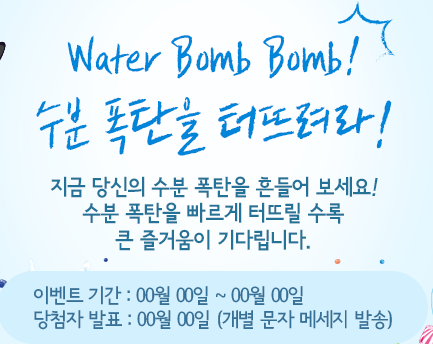 Water Bomb Bomb!
수분 폭탄을 터뜨려라!
지금 당신의 수분 폭탄을 흔들어 보세요!
수분 폭탄을 빠르게 터뜨릴 수록
큰 즐거움이 기다립니다.
이벤트 기간 : 00월 00일 ~ 00월 00일
당첨자 발표 : 00월 00일 (개별 문자 메세지 발송)